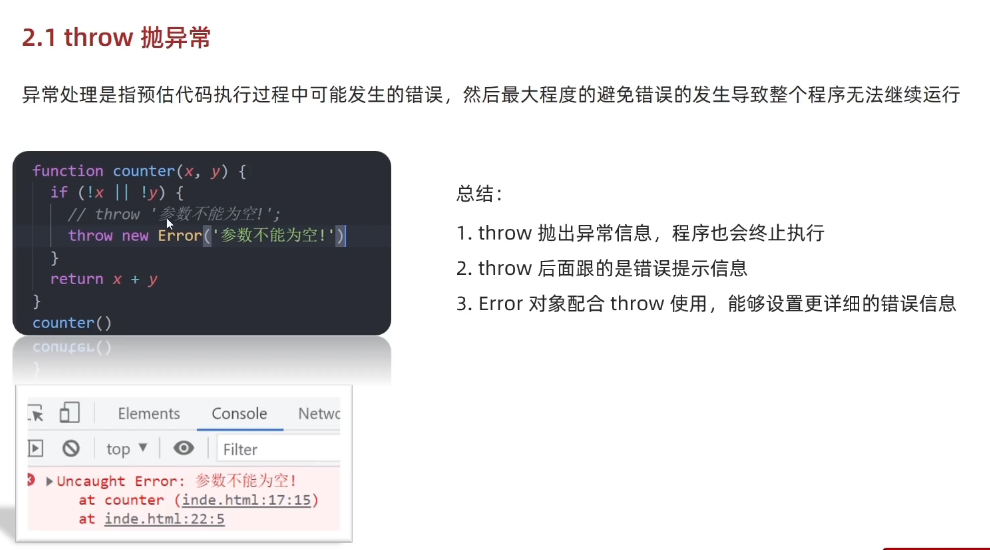 2.1 throw 抛异常
异常处理是指预估代码执行过程中可能发生的错误，然后最大程度的避免错误的发生导致整个程序无法继续运行
function counter(x, y) {
if (!x || !y) {
// throw '参数不能为空!';
throw new Error('参数不能为空!')
}
return x + y
}
counter()
总结：
1. throw 抛出异常信息，程序也会终止执行
2. throw 后面跟的是错误提示信息
3. Error 对象配合 throw 使用，能够设置更详细的错误信息
counter()
}
Elements Console Netwo
top Filter
Uncaught Error: 参数不能为空!
at counter (inde.html:17:15)
at inde.html:22:5